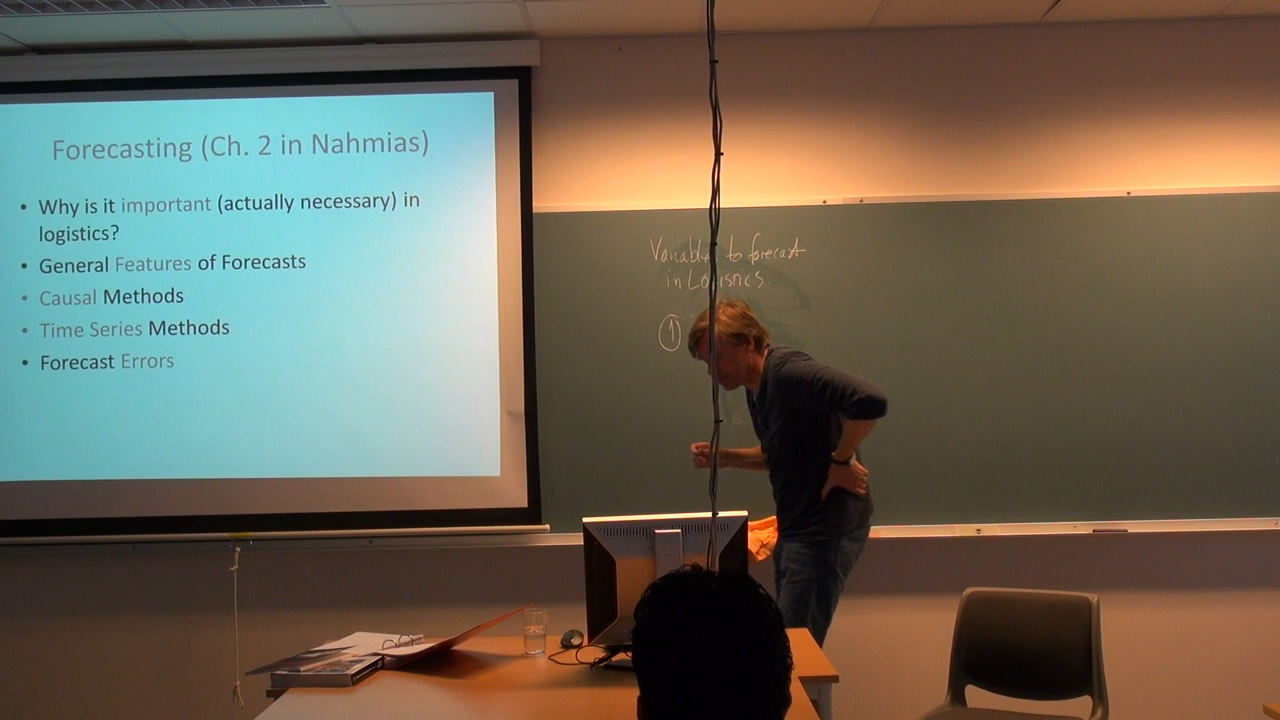 Forecasting (Ch. 2 in Nahmias)
• Why is it important (actually necessary) in
logistics?
• General Features of Forecasts
• Causal Methods
• Time Series Methods
• Forecast Errors
Variables to forecast
in Logistics.
1